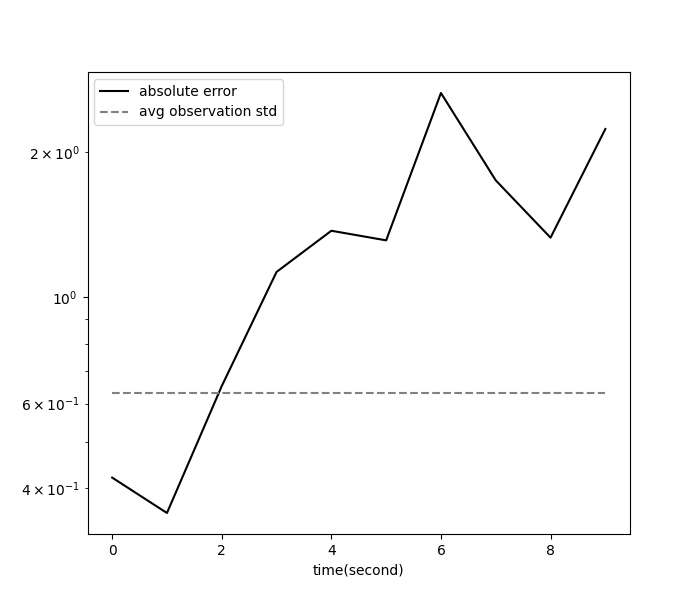 absolute error
avg observation std
2 × 10⁰
10⁰
6 × 10⁻¹
4 × 10⁻¹
0 2 4 6 8
time(second)